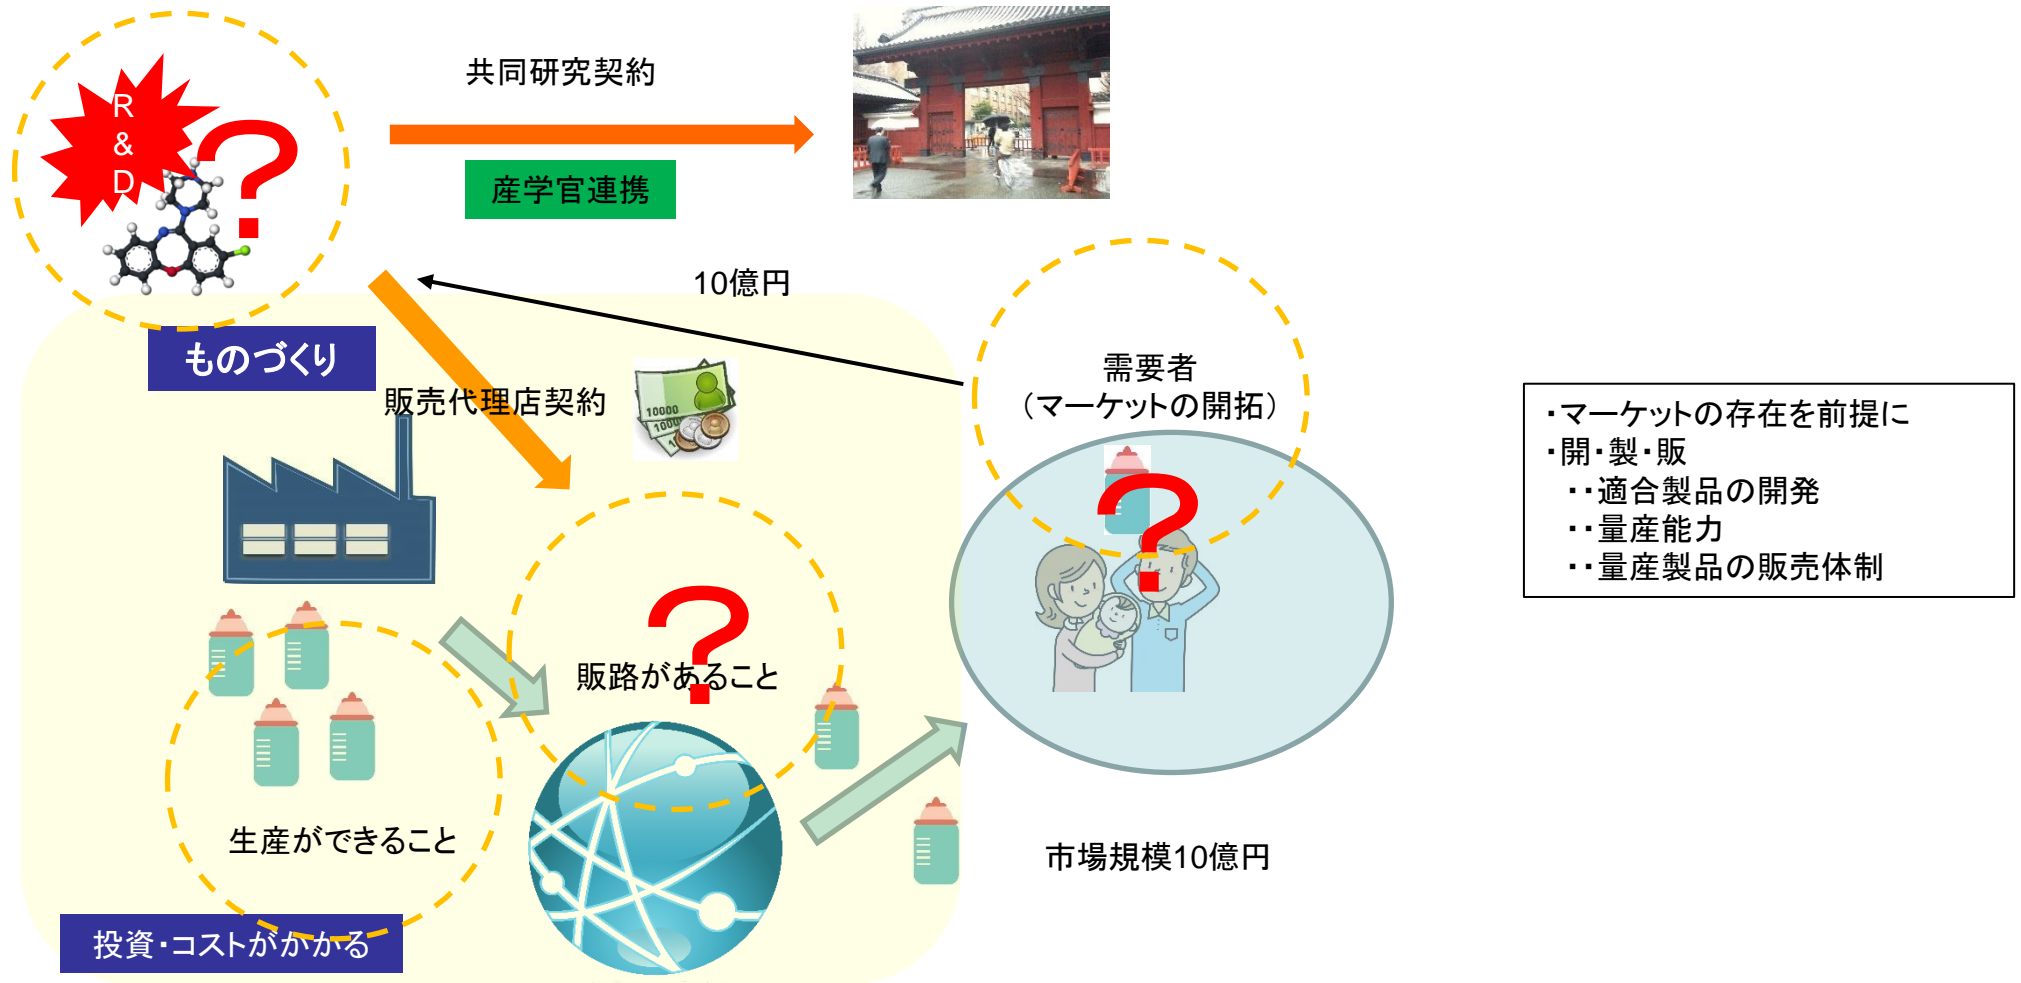 共同研究契約
R
&
D
?
産学官連携
10億円
ものづくり
販売代理店契約
10000
1000
需要者
（マーケットの開拓）
?
・マーケットの存在を前提に
・開・製・販
・・適合製品の開発
・・量産能力
・・量産製品の販売体制
?
販路があること
生産ができること
市場規模10億円
投資・コストがかかる